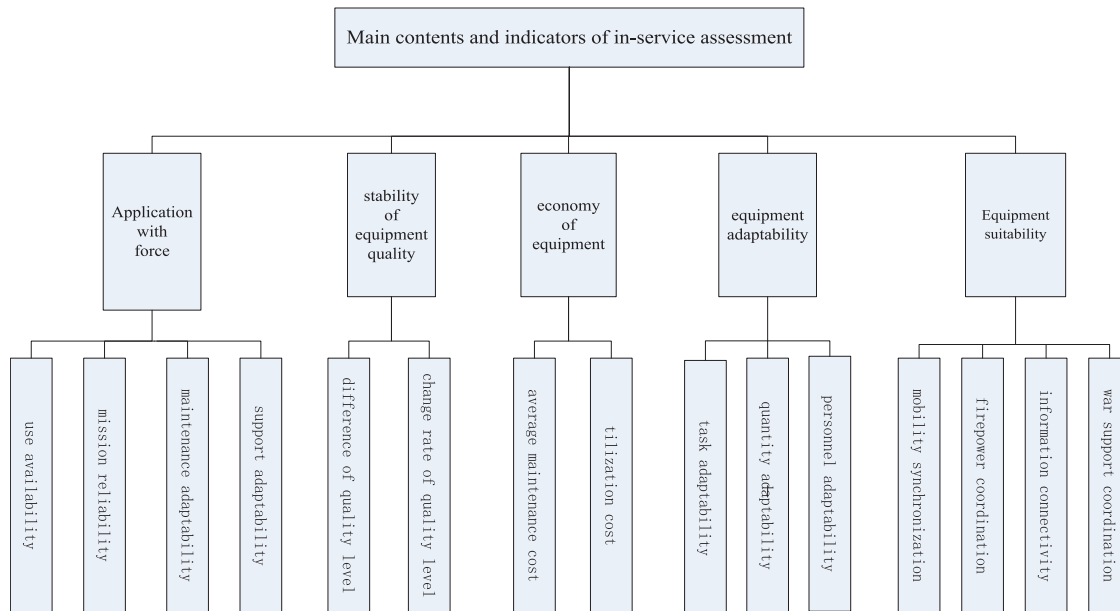 Main contents and indicators of in-service assessment
Application
with
force
stability
of
equipment
quality
economy
of
equipment
equipment
adaptability
Equipment
suitability
use availability
mission reliability
maintenance adaptability
support adaptability
difference of quality level
change rate of quality level
average maintenance cost
tilization cost
task adaptability
quantity adaptability
personnel adaptability
mobility synchronization
firepower coordination
information connectivity
war support coordination